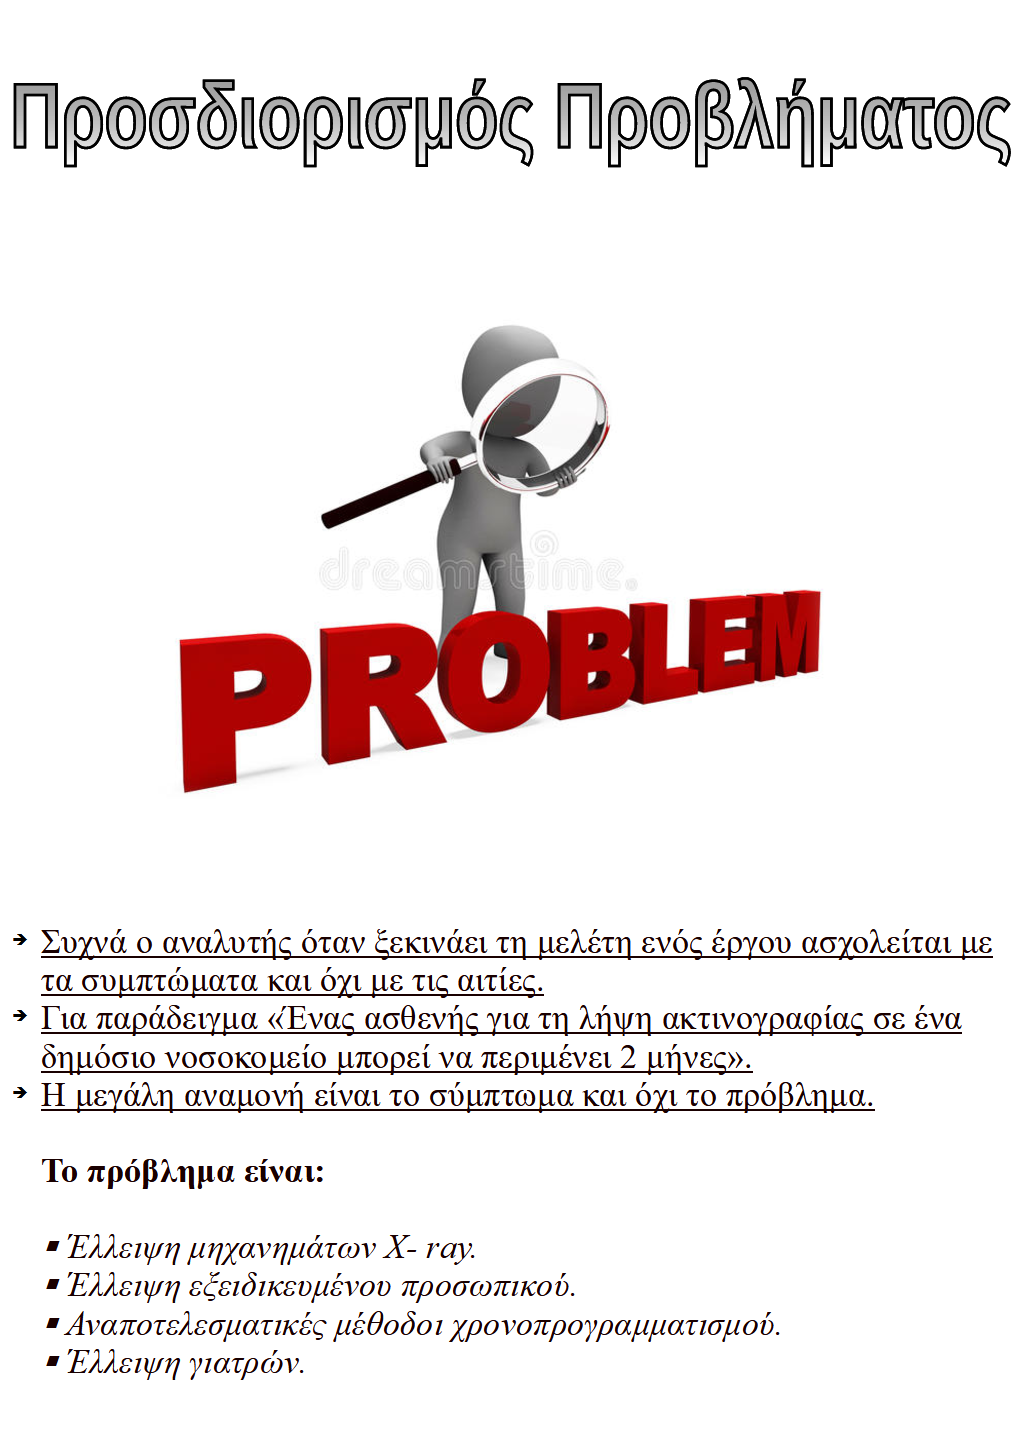 Προσδιορισμός Προβλήματος
dreamstime.
PROBLEM
➔ Συχνά ο αναλυτής όταν ξεκινάει τη μελέτη ενός έργου ασχολείται με
τα συμπτώματα και όχι με τις αιτίες.
➔ Για παράδειγμα «Ένας ασθενής για τη λήψη ακτινογραφίας σε ένα
δημόσιο νοσοκομείο μπορεί να περιμένει 2 μήνες».
➔ Η μεγάλη αναμονή είναι το σύμπτωμα και όχι το πρόβλημα.
Το πρόβλημα είναι:
▪ Έλλειψη μηχανημάτων X- ray.
▪ Έλλειψη εξειδικευμένου προσωπικού.
▪ Αναποτελεσματικές μέθοδοι χρονοπρογραμματισμού.
▪ Έλλειψη γιατρών.